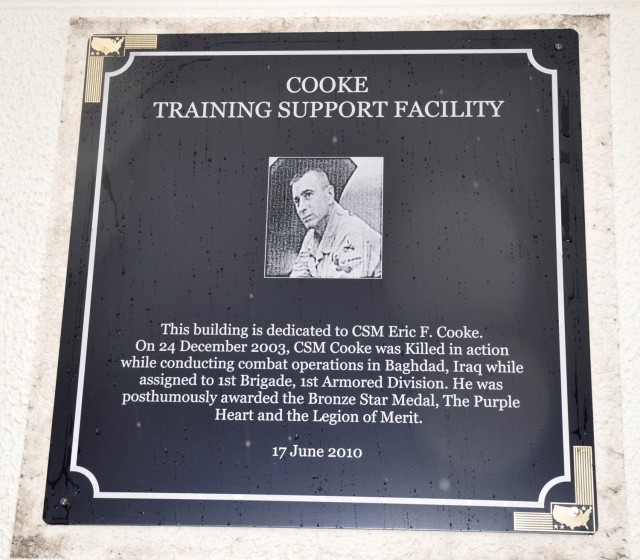 COOKE
TRAINING SUPPORT FACILITY
This building is dedicated to CSM Eric F. Cooke.
On 24 December 2003, CSM Cooke was Killed in action
while conducting combat operations in Baghdad, Iraq while
assigned to 1st Brigade, 1st Armored Division. He was
posthumously awarded the Bronze Star Medal, The Purple
Heart and the Legion of Merit.
17 June 2010